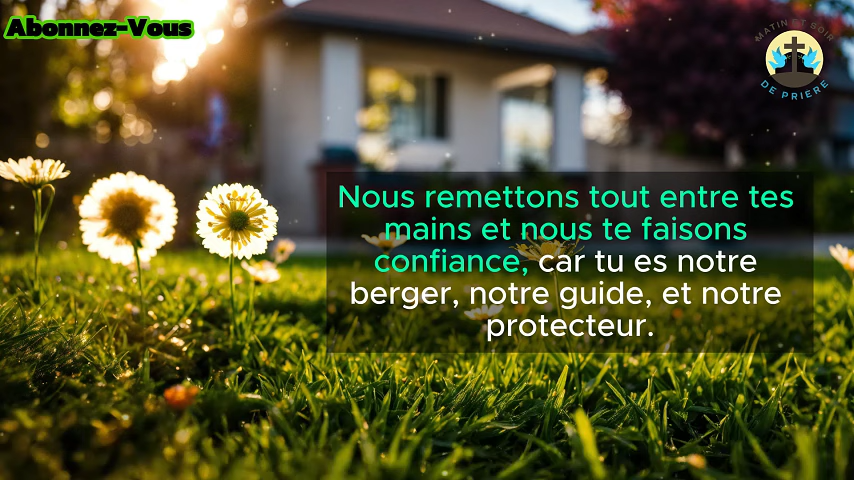 Abonnez-Vous
MATIN ET SOIR
DE PRIÈRE
Nous remettons tout entre tes
mains et nous te faisons
confiance, car tu es notre
berger, notre guide, et notre
protecteur.